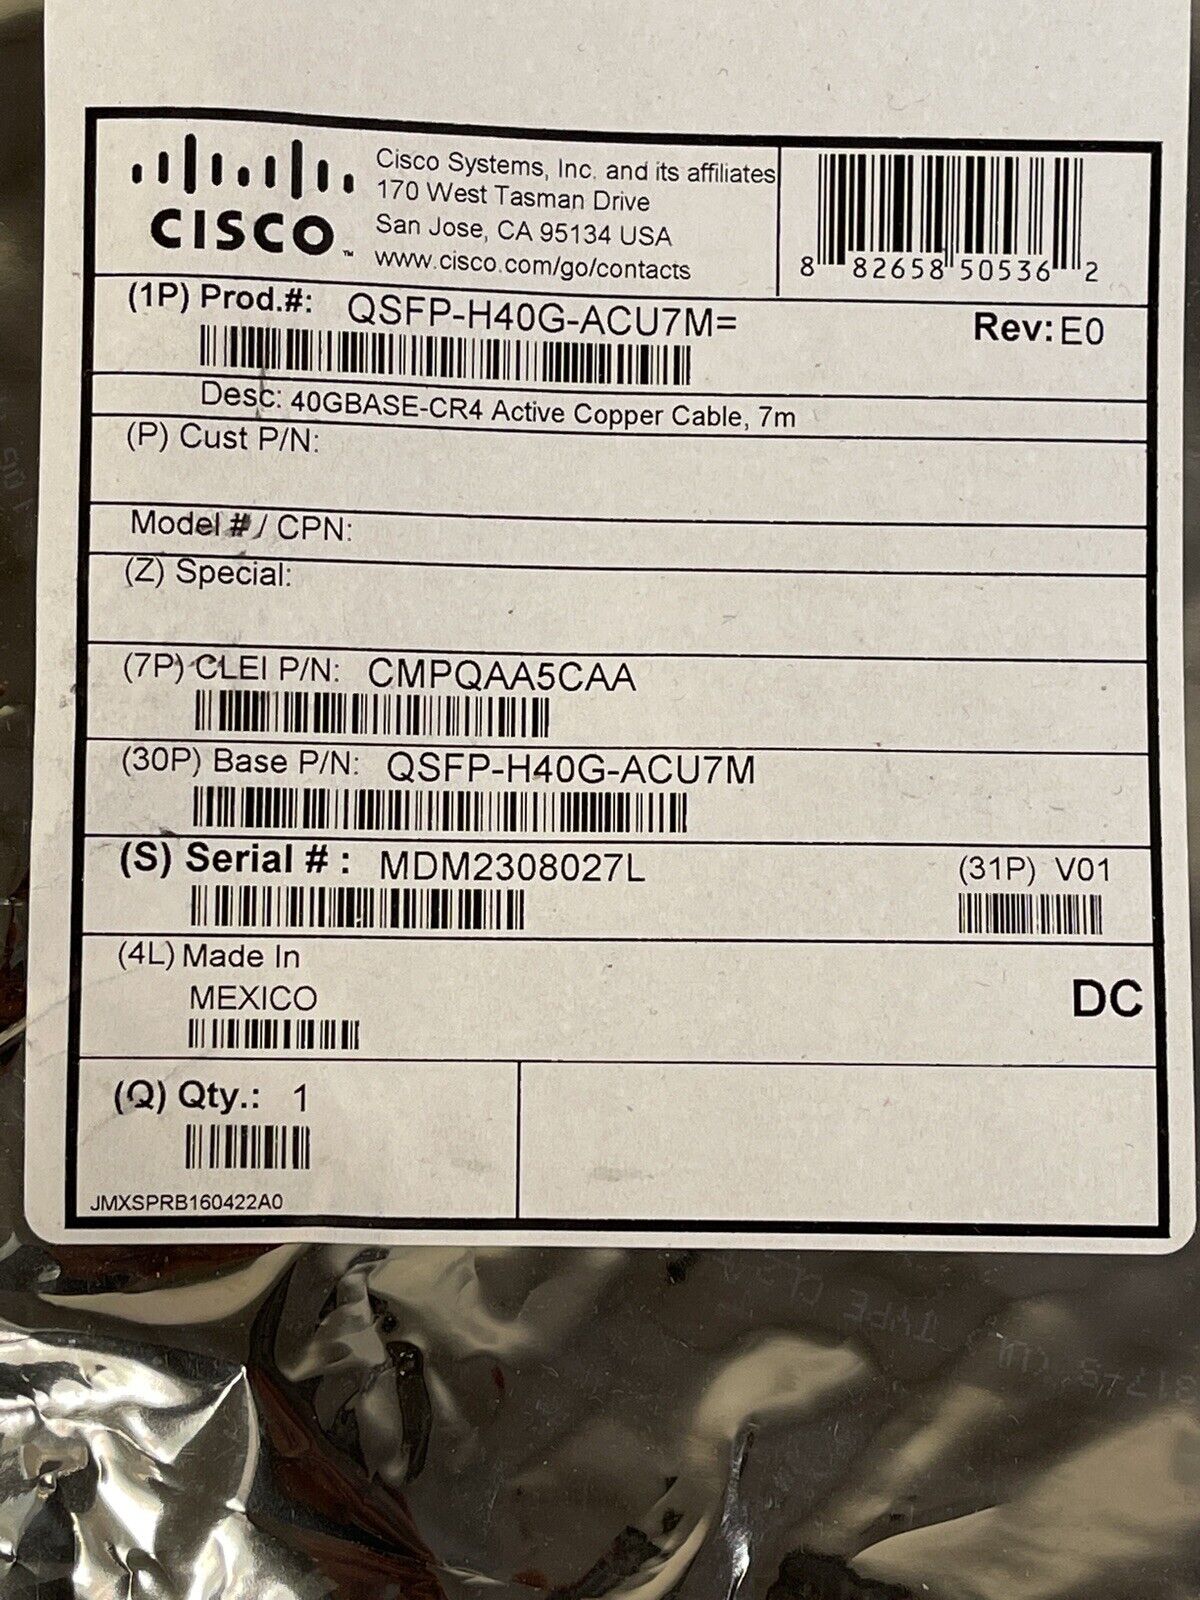 CISCO™
Cisco Systems, Inc. and its affiliates
170 West Tasman Drive
San Jose, CA 95134 USA
www.cisco.com/go/contacts
8 82658 50536 2
(1P) Prod.#: QSFP-H40G-ACU7M=
Rev: E0
Desc: 40GBASE-CR4 Active Copper Cable, 7m
(P) Cust P/N:
Model # / CPN:
(Z) Special:
(7P) CLEI P/N: CMPQAA5CAA
(30P) Base P/N: QSFP-H40G-ACU7M
(S) Serial # : MDM2308027L
(31P) V01
(4L) Made In
MEXICO
DC
(Q) Qty.: 1
JMXSPRB160422A0